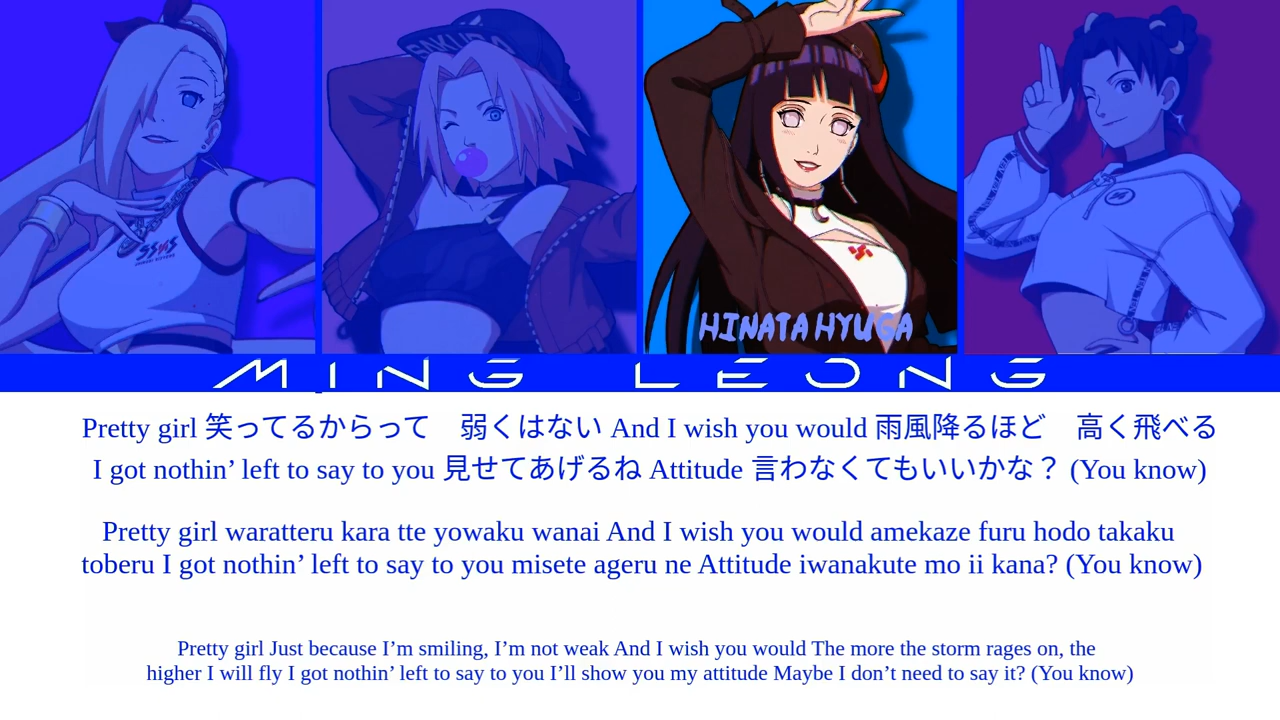 SAKURA
HINATA HYUGA
MING LEONG
Pretty girl 笑ってるからって　弱くはない And I wish you would 雨風降るほど　高く飛べる
I got nothin’ left to say to you 見せてあげるね Attitude 言わなくてもいいかな？ (You know)
Pretty girl waratteru kara tte yowaku wanai And I wish you would amekaze furu hodo takaku
toberu I got nothin’ left to say to you misete ageru ne Attitude iwanakute mo ii kana? (You know)
Pretty girl Just because I’m smiling, I’m not weak And I wish you would The more the storm rages on, the
higher I will fly I got nothin’ left to say to you I’ll show you my attitude Maybe I don’t need to say it? (You know)